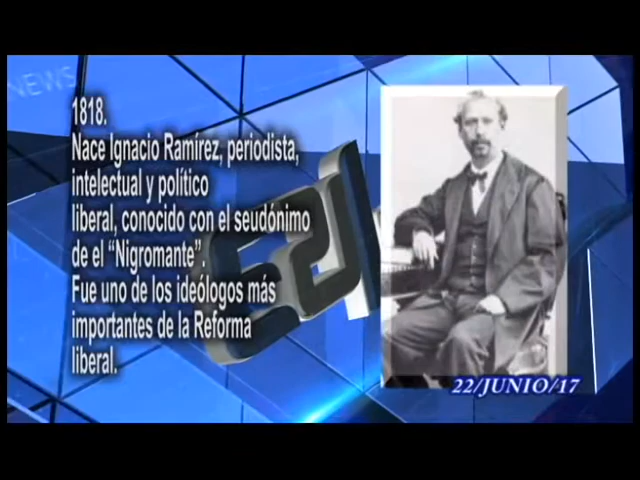 NEWS
1818.
Nace Ignacio Ramírez, periodista,
intelectual y político
liberal, conocido con el seudónimo
de el “Nigromante”.
Fue uno de los ideólogos más
importantes de la Reforma
liberal.
22/JUNIO/17